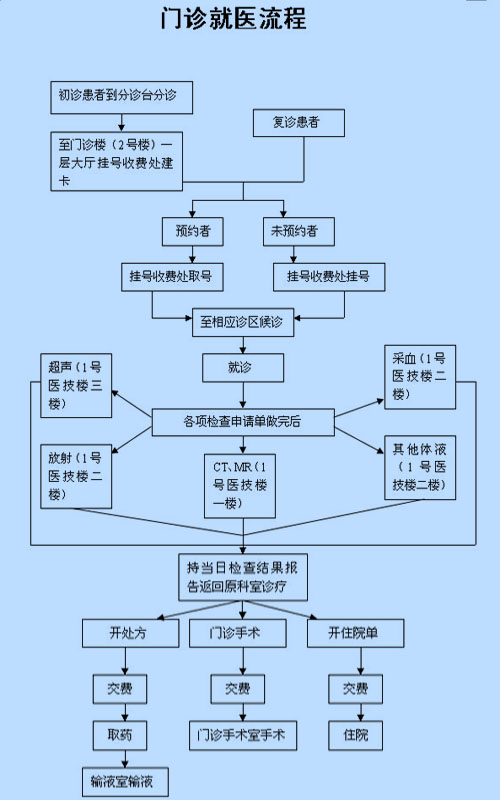 门诊就医流程
初诊患者到分诊台分诊
复诊患者
至门诊楼（2号楼）一
层大厅挂号收费处建
卡
预约者
未预约者
挂号收费处取号
挂号收费处挂号
至相应诊区候诊
就诊
超声（1号
医技楼三
楼）
采血（1号
医技楼二
楼）
各项检查申请单做完后
放射（1号
医技楼二
楼）
CT、MR（1
号医技楼
一楼）
其他体液
（1号医
技楼二楼）
持当日检查结果报
告返回原科室诊疗
开处方
门诊手术
开住院单
交费
交费
交费
取药
门诊手术室手术
住院
输液室输液